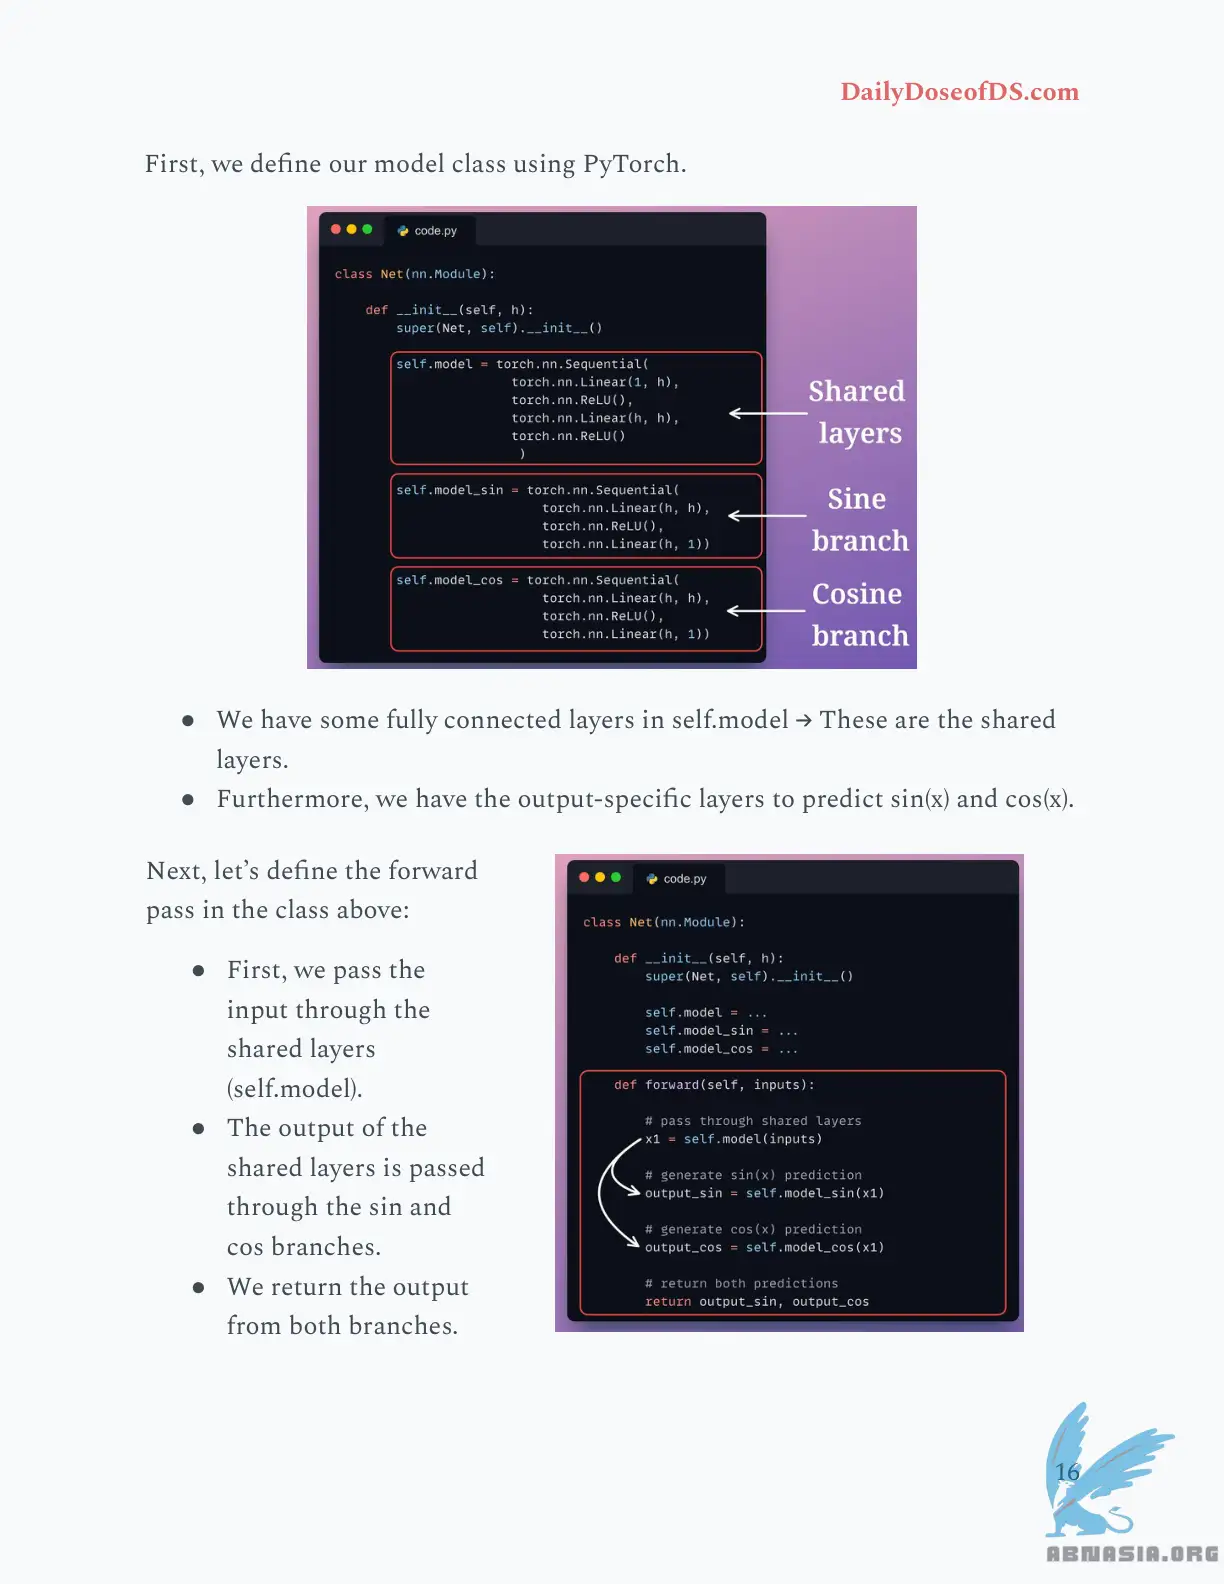 DailyDoseofDS.com
First, we define our model class using PyTorch.
code.py
class Net(nn.Module):
def __init__(self, h):
super(Net, self).__init__()
self.model = torch.nn.Sequential(
torch.nn.Linear(1, h),
torch.nn.ReLU(),
torch.nn.Linear(h, h),
torch.nn.ReLU()
)
Shared
layers
self.model_sin = torch.nn.Sequential(
torch.nn.Linear(h, h),
torch.nn.ReLU(),
torch.nn.Linear(h, 1))
Sine
branch
self.model_cos = torch.nn.Sequential(
torch.nn.Linear(h, h),
torch.nn.ReLU(),
torch.nn.Linear(h, 1))
Cosine
branch
● We have some fully connected layers in self.model → These are the shared
layers.
● Furthermore, we have the output-specific layers to predict sin(x) and cos(x).
Next, let’s define the forward
pass in the class above:
● First, we pass the
input through the
shared layers
(self.model).
● The output of the
shared layers is passed
through the sin and
cos branches.
● We return the output
from both branches.
code.py
class Net(nn.Module):
def __init__(self, h):
super(Net, self).__init__()
self.model = ...
self.model_sin = ...
self.model_cos = ...
def forward(self, inputs):
# pass through shared layers
x1 = self.model(inputs)
# generate sin(x) prediction
output_sin = self.model_sin(x1)
# generate cos(x) prediction
output_cos = self.model_cos(x1)
# return both predictions
return output_sin, output_cos
16
ABNASIA.ORG